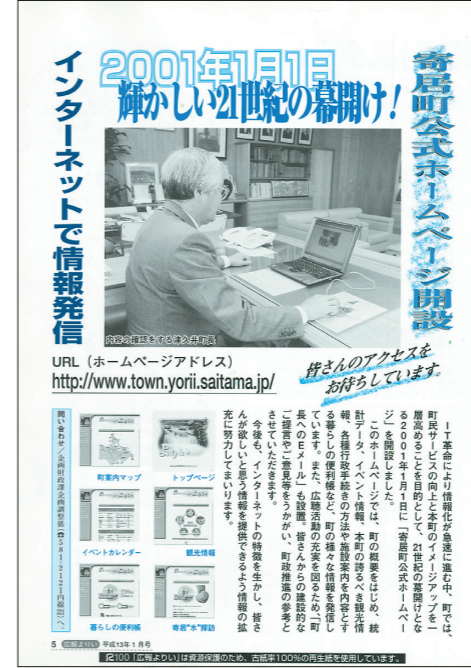 寄居町公式ホームページ開設
2001年1月1日
輝かしい21世紀の幕開け!
インターネットで情報発信
内容の確認をする津久井町長
URL(ホームページアドレス)
http://www.town.yorii.saitama.jp/
皆さんのアクセスを
お待ちしています。
IT革命により情報化が急速に進む中、町では、
町民サービスの向上と本町のイメージアップを一
層高めることを目的として、21世紀の幕開けとな
る2001年1月1日に「寄居町公式ホームペー
ジ」を開設しました。
このホームページでは、町の概要をはじめ、統
計データ、イベント情報、本町の誇るべき観光情
報、各種行政手続きの方法や施設案内を内容とす
る暮らしの便利帳など、町の様々な情報を発信し
ています。また、広聴活動の充実を図るため、「町
長へのEメール」も設置。皆さんからの建設的な
ご提言やご意見等をうかがい、町政推進の参考と
させていただきます。
今後も、インターネットの特徴を生かし、皆さ
んが欲しいと思う情報を提供できるよう情報の拡
充に努力してまいります。
トップページ
町案内マップ
観光情報
イベントカレンダー
寄居"水"探訪
暮らしの便利帳
問い合わせ/企画財政課企画調整係(☎581-2121内線
)へ。
5 広報よりい 平成13年1月号
R100「広報よりい」は資源保護のため、古紙率100%の再生紙を使用しています。